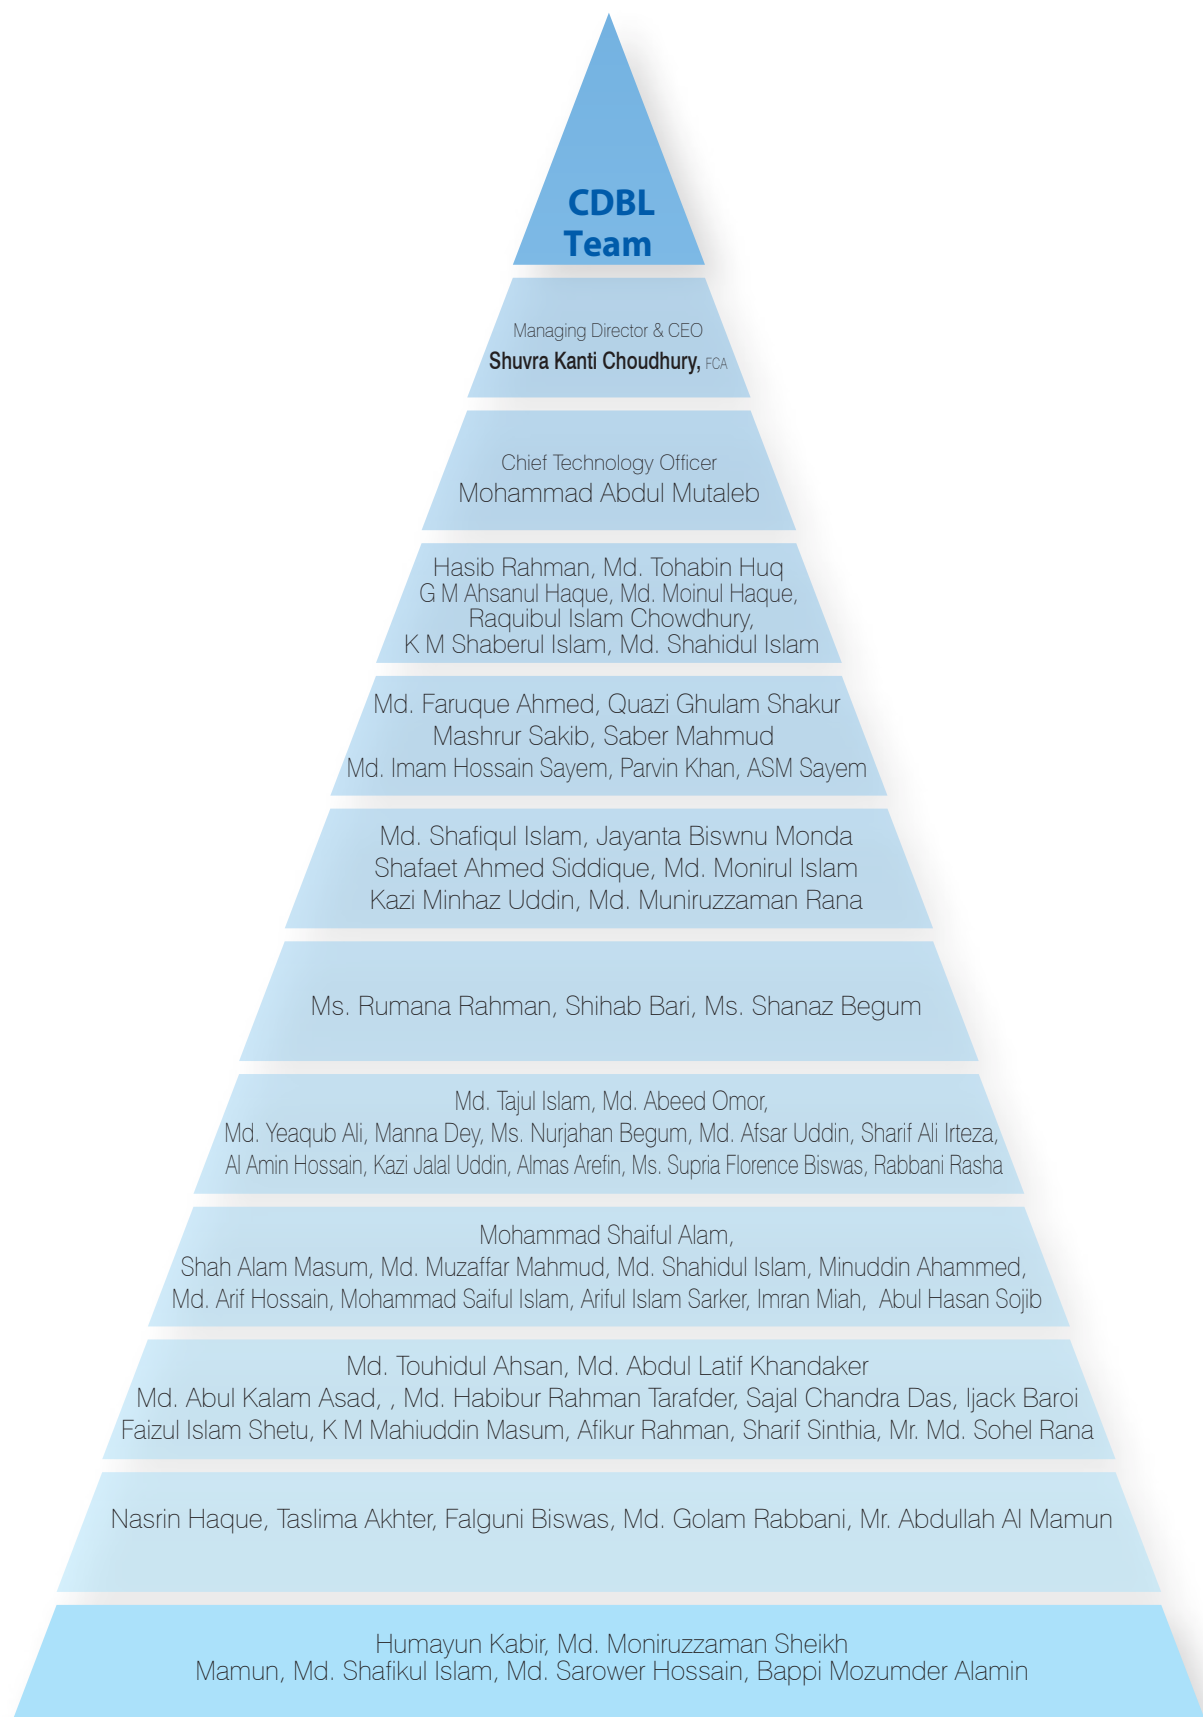 CDBL
Team
Managing Director & CEO
Shuvra Kanti Choudhury, FCA
Chief Technology Officer
Mohammad Abdul Mutaleb
Hasib Rahman, Md. Tohabin Huq
G M Ahsanul Haque, Md. Moinul Haque,
Raquibul Islam Chowdhury,
K M Shaberul Islam, Md. Shahidul Islam
Md. Faruque Ahmed, Quazi Ghulam Shakur
Mashrur Sakib, Saber Mahmud
Md. Imam Hossain Sayem, Parvin Khan, ASM Sayem
Md. Shafiqul Islam, Jayanta Biswnu Monda
Shafaet Ahmed Siddique, Md. Monirul Islam
Kazi Minhaz Uddin, Md. Muniruzzaman Rana
Ms. Rumana Rahman, Shihab Bari, Ms. Shanaz Begum
Md. Tajul Islam, Md. Abeed Omor,
Md. Yeaqub Ali, Manna Dey, Ms. Nurjahan Begum, Md. Afsar Uddin, Sharif Ali Irteza,
Al Amin Hossain, Kazi Jalal Uddin, Almas Arefin, Ms. Supria Florence Biswas, Rabbani Rasha
Mohammad Shaiful Alam,
Shah Alam Masum, Md. Muzaffar Mahmud, Md. Shahidul Islam, Minuddin Ahammed,
Md. Arif Hossain, Mohammad Saiful Islam, Ariful Islam Sarker, Imran Miah,  Abul Hasan Sojib
Md. Touhidul Ahsan, Md. Abdul Latif Khandaker
Md. Abul Kalam Asad, , Md. Habibur Rahman Tarafder, Sajal Chandra Das, Ijack Baroi
Faizul Islam Shetu, K M Mahiuddin Masum, Afikur Rahman, Sharif Sinthia, Mr. Md. Sohel Rana
Nasrin Haque, Taslima Akhter, Falguni Biswas, Md. Golam Rabbani, Mr. Abdullah Al Mamun
Humayun Kabir, Md. Moniruzzaman Sheikh
Mamun, Md. Shafikul Islam, Md. Sarower Hossain, Bappi Mozumder Alamin